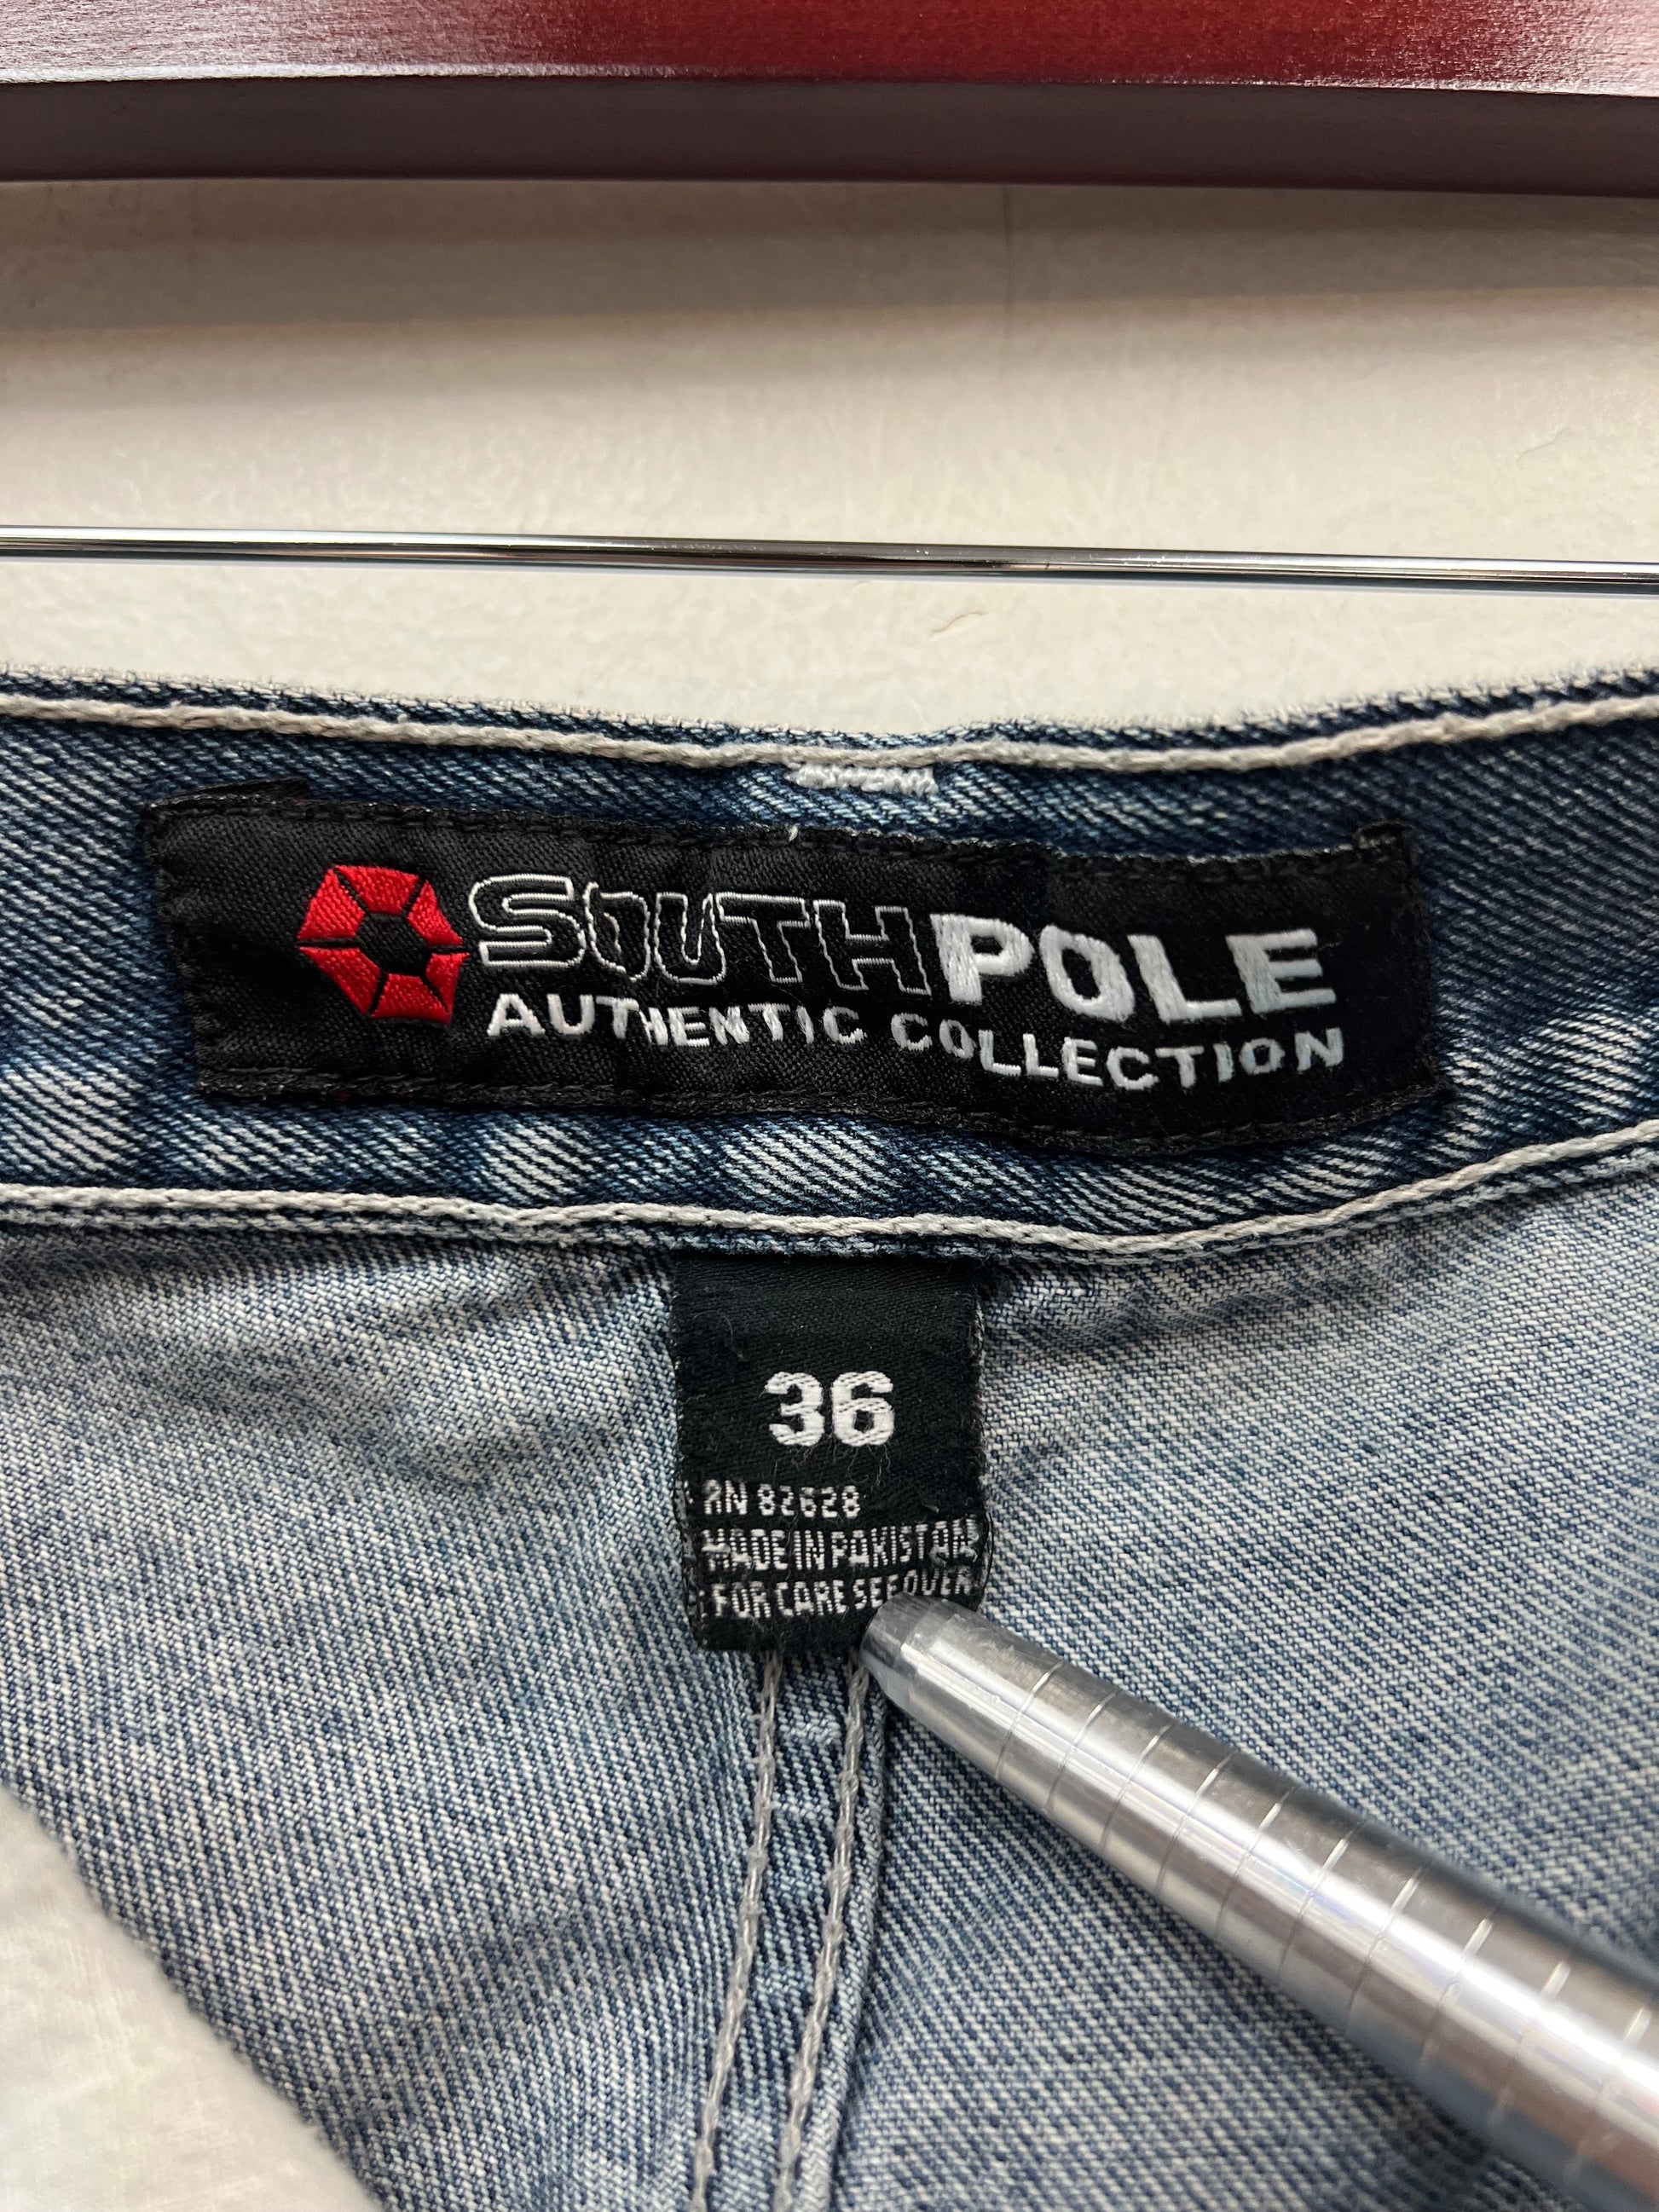 SOUTHPOLE
AUTHENTIC COLLECTION
36
RN 82628
MADE IN PAKISTAN
FOR CARE SEE OVER